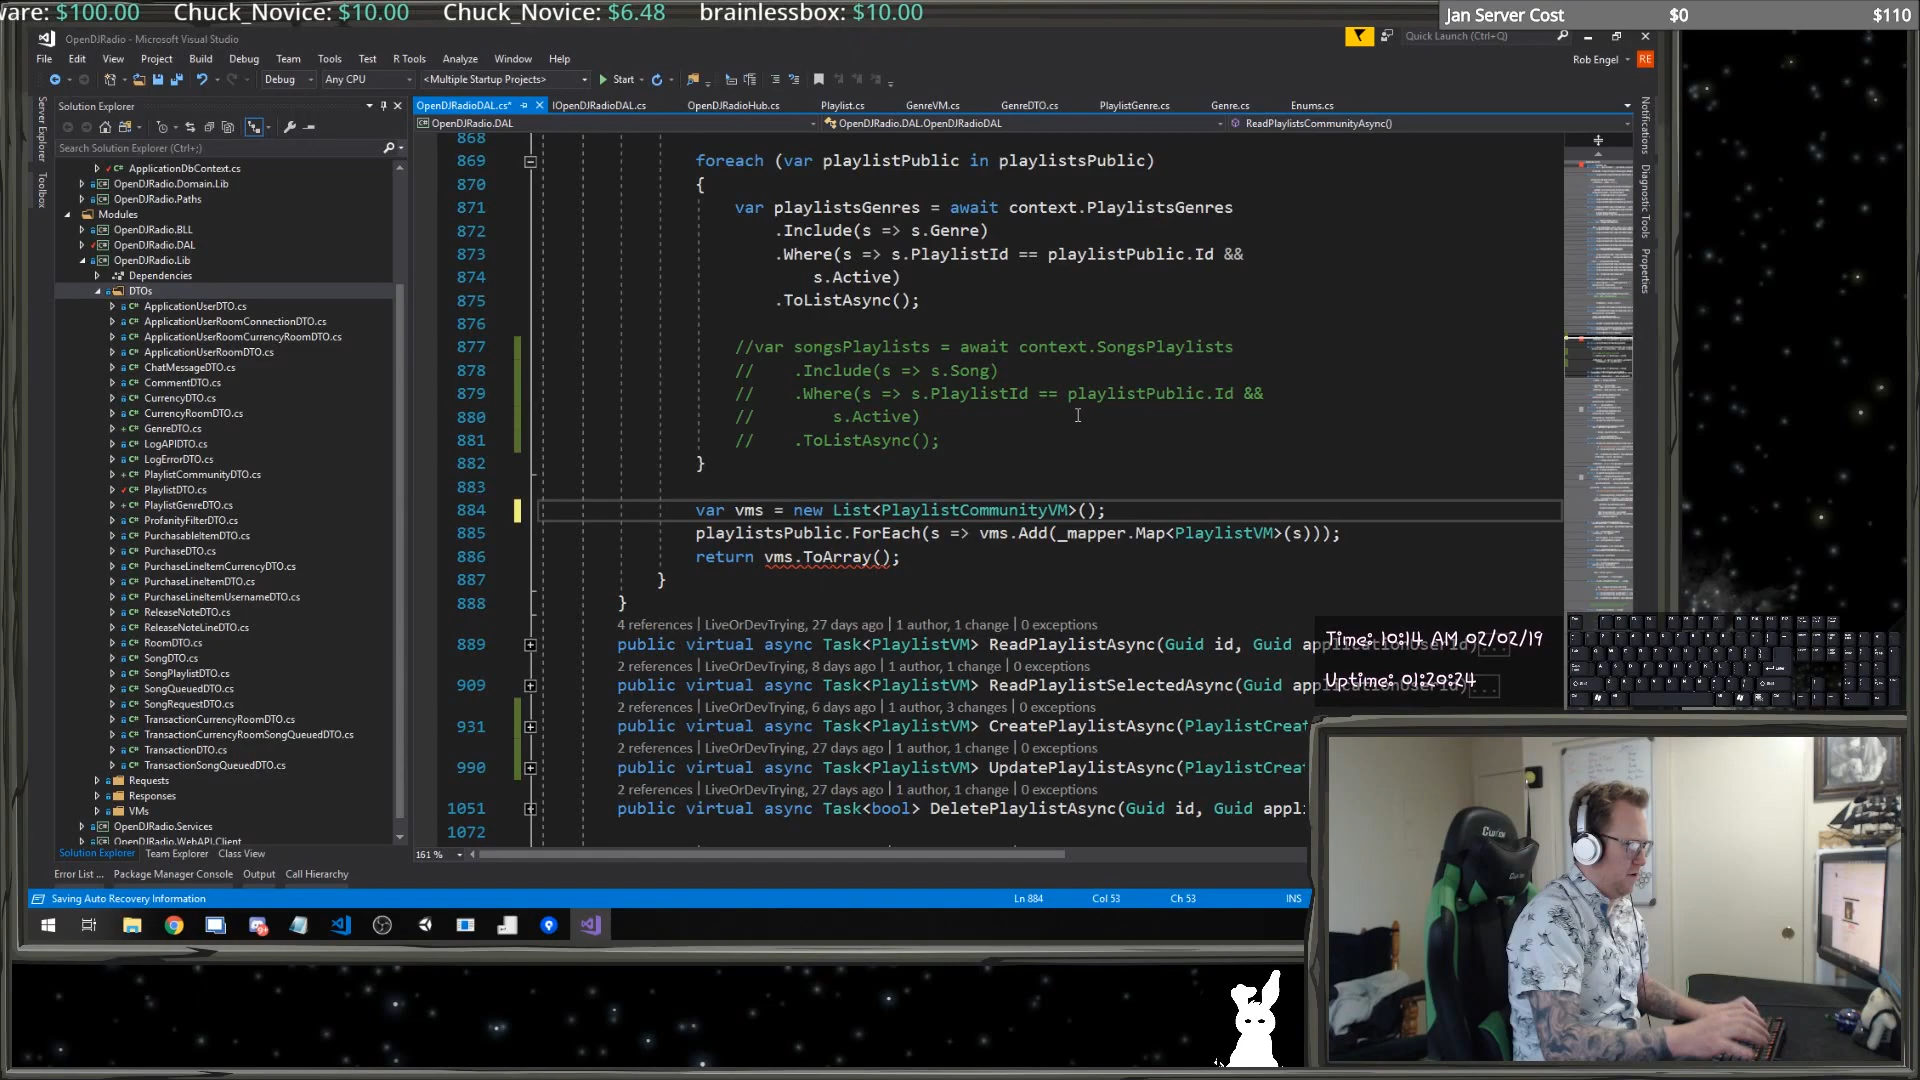 ware: $100.00 Chuck_Novice: $10.00 Chuck_Novice: $6.48 brainlessbox: $10.00
Jan Server Cost $0 $110
OpenDJRadio - Microsoft Visual Studio
Quick Launch (Ctrl+Q)
File Edit View Project Build Debug Team Tools Test R Tools Analyze Window Help
Rob Engel RE
Debug Any CPU <Multiple Startup Projects> Start
Server Explorer
Toolbox
Solution Explorer
Search Solution Explorer (Ctrl+;)
ApplicationDbContext.cs
OpenDJRadio.Domain.Lib
OpenDJRadio.Paths
Modules
OpenDJRadio.BLL
OpenDJRadio.DAL
OpenDJRadio.Lib
Dependencies
DTOs
ApplicationUserDTO.cs
ApplicationUserRoomConnectionDTO.cs
ApplicationUserRoomCurrencyRoomDTO.cs
ApplicationUserRoomDTO.cs
ChatMessageDTO.cs
CommentDTO.cs
CurrencyDTO.cs
CurrencyRoomDTO.cs
GenreDTO.cs
LogAPIDTO.cs
LogErrorDTO.cs
PlaylistCommunityDTO.cs
PlaylistDTO.cs
PlaylistGenreDTO.cs
ProfanityFilterDTO.cs
PurchasableItemDTO.cs
PurchaseDTO.cs
PurchaseLineItemCurrencyDTO.cs
PurchaseLineItemDTO.cs
PurchaseLineItemUsernameDTO.cs
ReleaseNoteDTO.cs
ReleaseNoteLineDTO.cs
RoomDTO.cs
SongDTO.cs
SongPlaylistDTO.cs
SongQueuedDTO.cs
SongRequestDTO.cs
TransactionCurrencyRoomDTO.cs
TransactionCurrencyRoomSongQueuedDTO.cs
TransactionDTO.cs
TransactionSongQueuedDTO.cs
Requests
Responses
VMs
OpenDJRadio.Services
OpenDJRadio.WebAPI.Client
Solution Explorer Team Explorer Class View
OpenDJRadioDAL.cs* IOpenDJRadioDAL.cs OpenDJRadioHub.cs Playlist.cs GenreVM.cs GenreDTO.cs PlaylistGenre.cs Genre.cs Enums.cs
OpenDJRadio.DAL OpenDJRadio.DAL.OpenDJRadioDAL ReadPlaylistsCommunityAsync()
868
869 foreach (var playlistPublic in playlistsPublic)
870 {
871 var playlistsGenres = await context.PlaylistsGenres
872 .Include(s => s.Genre)
873 .Where(s => s.PlaylistId == playlistPublic.Id &&
874 s.Active)
875 .ToListAsync();
876
877 //var songsPlaylists = await context.SongsPlaylists
878 // .Include(s => s.Song)
879 // .Where(s => s.PlaylistId == playlistPublic.Id &&
880 // s.Active)
881 // .ToListAsync();
882 }
883
884 var vms = new List<PlaylistCommunityVM>();
885 playlistsPublic.ForEach(s => vms.Add(_mapper.Map<PlaylistVM>(s)));
886 return vms.ToArray();
887 }
888 }
4 references | LiveOrDevTrying, 27 days ago | 1 author, 1 change | 0 exceptions
889 public virtual async Task<PlaylistVM> ReadPlaylistAsync(Guid id, Guid applicationUserId)...
2 references | LiveOrDevTrying, 8 days ago | 1 author, 1 change | 0 exceptions
909 public virtual async Task<PlaylistVM> ReadPlaylistSelectedAsync(Guid applicationUserId)...
2 references | LiveOrDevTrying, 6 days ago | 1 author, 3 changes | 0 exceptions
931 public virtual async Task<PlaylistVM> CreatePlaylistAsync(PlaylistCreat
2 references | LiveOrDevTrying, 27 days ago | 1 author, 1 change | 0 exceptions
990 public virtual async Task<PlaylistVM> UpdatePlaylistAsync(PlaylistCreat
2 references | LiveOrDevTrying, 27 days ago | 1 author, 1 change | 0 exceptions
1051 public virtual async Task<bool> DeletePlaylistAsync(Guid id, Guid appli
1072
161 %
Notifications
Diagnostic Tools
Properties
Time: 10:14 AM 02/02/19
Uptime: 01:20:24
Error List ... Package Manager Console Output Call Hierarchy
Saving Auto Recovery Information Ln 884 Col 53 Ch 53 INS